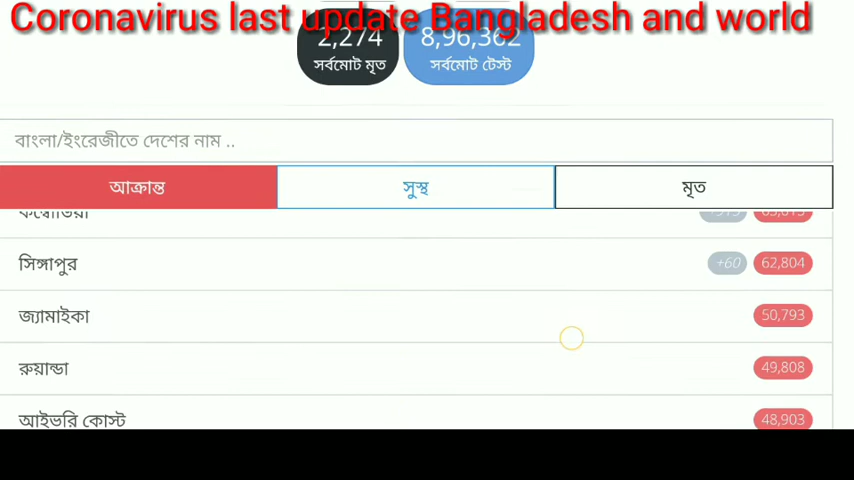 Coronavirus last update Bangladesh and world
2,274 8,96,362
সর্বমোট মৃত সর্বমোট টেস্ট
বাংলা/ইংরেজীতে দেশের নাম ..
আক্রান্ত সুস্থ মৃত
সিঙ্গাপুর +60 62,804
জ্যামাইকা 50,793
রুয়ান্ডা 49,808
আইভরি কোস্ট 48,903